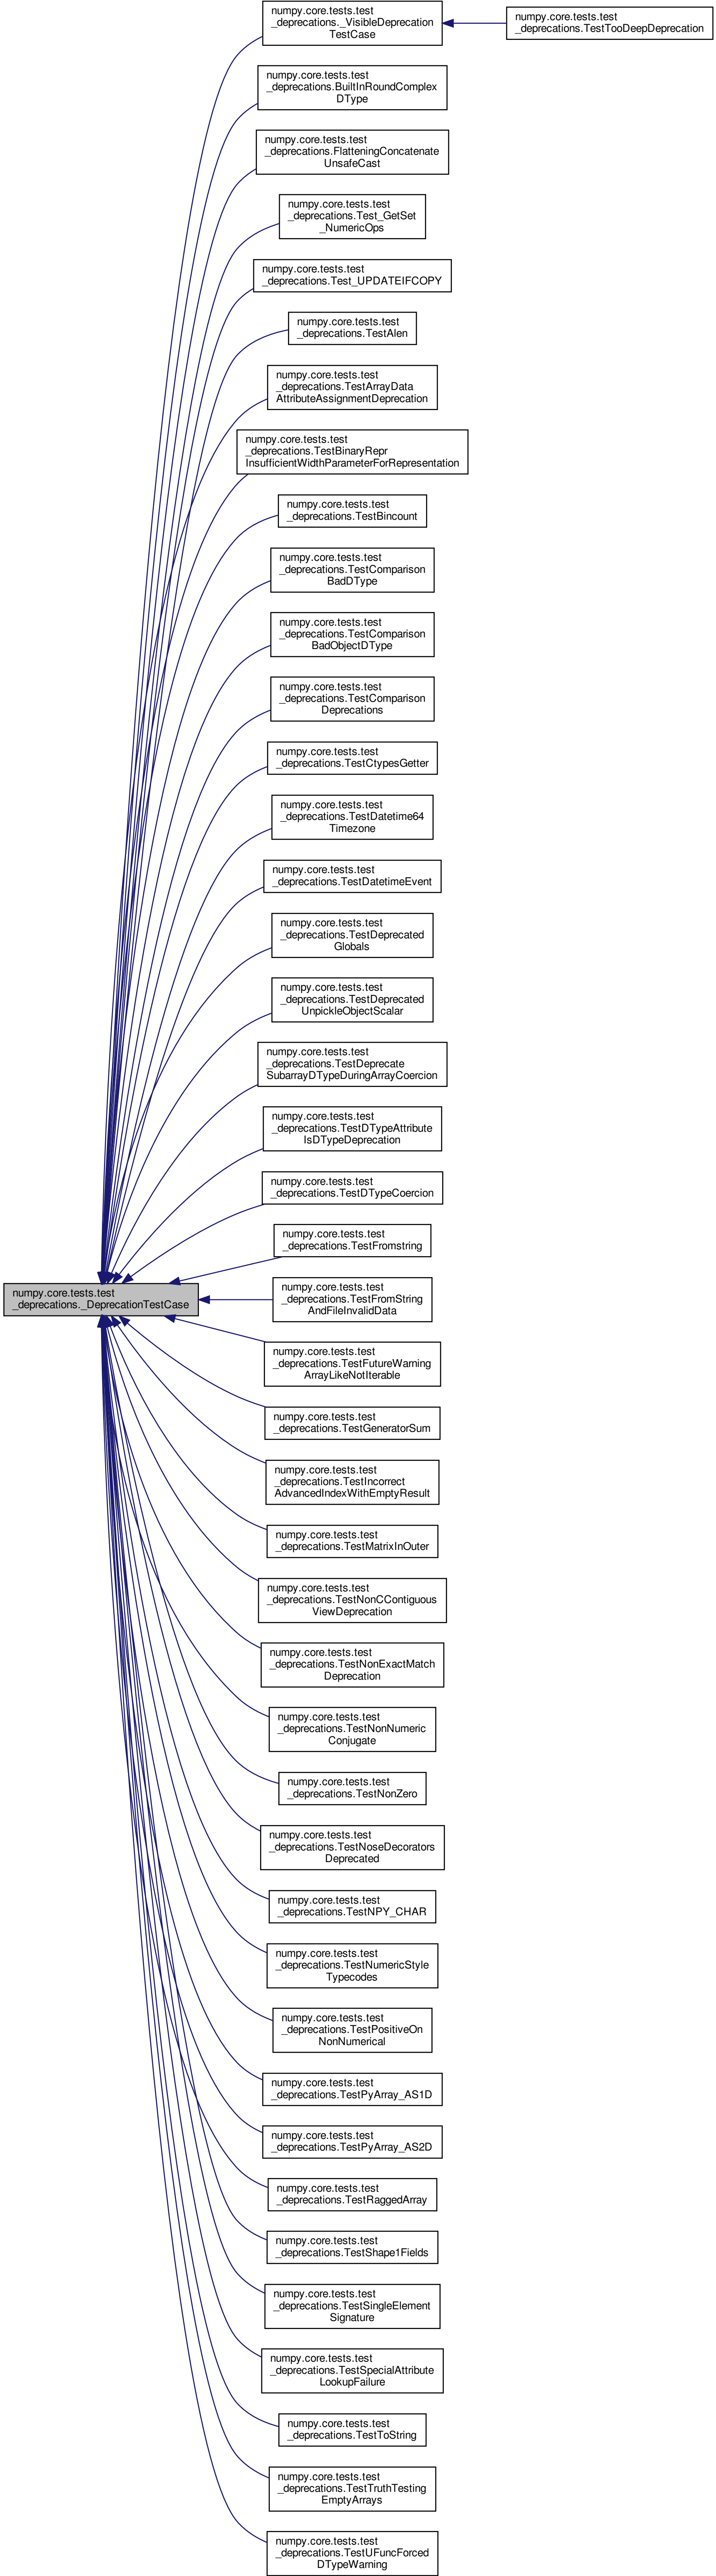 numpy.core.tests.test
_deprecations._VisibleDeprecation
TestCase
numpy.core.tests.test
_deprecations.TestTooDeepDeprecation
numpy.core.tests.test
_deprecations.BuiltInRoundComplex
DType
numpy.core.tests.test
_deprecations.FlatteningConcatenate
UnsafeCast
numpy.core.tests.test
_deprecations.Test_GetSet
_NumericOps
numpy.core.tests.test
_deprecations.Test_UPDATEIFCOPY
numpy.core.tests.test
_deprecations.TestAlen
numpy.core.tests.test
_deprecations.TestArrayData
AttributeAssignmentDeprecation
numpy.core.tests.test
_deprecations.TestBinaryRepr
InsufficientWidthParameterForRepresentation
numpy.core.tests.test
_deprecations.TestBincount
numpy.core.tests.test
_deprecations.TestComparison
BadDType
numpy.core.tests.test
_deprecations.TestComparison
BadObjectDType
numpy.core.tests.test
_deprecations.TestComparison
Deprecations
numpy.core.tests.test
_deprecations.TestCtypesGetter
numpy.core.tests.test
_deprecations.TestDatetime64
Timezone
numpy.core.tests.test
_deprecations.TestDatetimeEvent
numpy.core.tests.test
_deprecations.TestDeprecated
Globals
numpy.core.tests.test
_deprecations.TestDeprecated
UnpickleObjectScalar
numpy.core.tests.test
_deprecations.TestDeprecate
SubarrayDTypeDuringArrayCoercion
numpy.core.tests.test
_deprecations.TestDTypeAttribute
IsDTypeDeprecation
numpy.core.tests.test
_deprecations.TestDTypeCoercion
numpy.core.tests.test
_deprecations.TestFromstring
numpy.core.tests.test
_deprecations._DeprecationTestCase
numpy.core.tests.test
_deprecations.TestFromString
AndFileInvalidData
numpy.core.tests.test
_deprecations.TestFutureWarning
ArrayLikeNotIterable
numpy.core.tests.test
_deprecations.TestGeneratorSum
numpy.core.tests.test
_deprecations.TestIncorrect
AdvancedIndexWithEmptyResult
numpy.core.tests.test
_deprecations.TestMatrixInOuter
numpy.core.tests.test
_deprecations.TestNonCContiguous
ViewDeprecation
numpy.core.tests.test
_deprecations.TestNonExactMatch
Deprecation
numpy.core.tests.test
_deprecations.TestNonNumeric
Conjugate
numpy.core.tests.test
_deprecations.TestNonZero
numpy.core.tests.test
_deprecations.TestNoseDecorators
Deprecated
numpy.core.tests.test
_deprecations.TestNPY_CHAR
numpy.core.tests.test
_deprecations.TestNumericStyle
Typecodes
numpy.core.tests.test
_deprecations.TestPositiveOn
NonNumerical
numpy.core.tests.test
_deprecations.TestPyArray_AS1D
numpy.core.tests.test
_deprecations.TestPyArray_AS2D
numpy.core.tests.test
_deprecations.TestRaggedArray
numpy.core.tests.test
_deprecations.TestShape1Fields
numpy.core.tests.test
_deprecations.TestSingleElement
Signature
numpy.core.tests.test
_deprecations.TestSpecialAttribute
LookupFailure
numpy.core.tests.test
_deprecations.TestToString
numpy.core.tests.test
_deprecations.TestTruthTesting
EmptyArrays
numpy.core.tests.test
_deprecations.TestUFuncForced
DTypeWarning